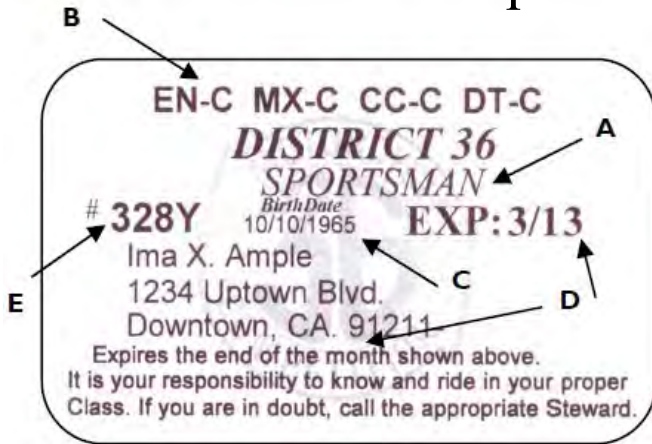 B
EN-C MX-C CC-C DT-C
DISTRICT 36
A
SPORTSMAN
# 328Y BirthDate 10/10/1965 EXP: 3/13
Ima X. Ample
C
E
1234 Uptown Blvd.
D
Downtown, CA. 91211-
Expires the end of the month shown above.
It is your responsibility to know and ride in your proper
Class. If you are in doubt, call the appropriate Steward.